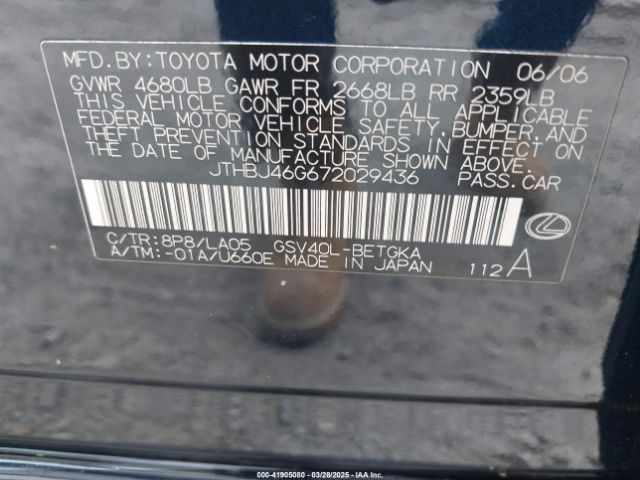 MFD. BY: TOYOTA MOTOR CORPORATION 06/06
GVWR 4680LB GAWR FR 2668LB RR 2359LB
THIS VEHICLE CONFORMS TO ALL APPLICABLE
FEDERAL MOTOR VEHICLE SAFETY, BUMPER, AND
THEFT PREVENTION STANDARDS IN EFFECT ON
THE DATE OF MANUFACTURE SHOWN ABOVE.
JTHBJ46G672029436 PASS. CAR
C/TR: 8P8/LA05 GSV40L-BETGKA
A/TM: -01A/U660E MADE IN JAPAN 112 A
000-41905080 — 03/28/2025 — IAAI.COM